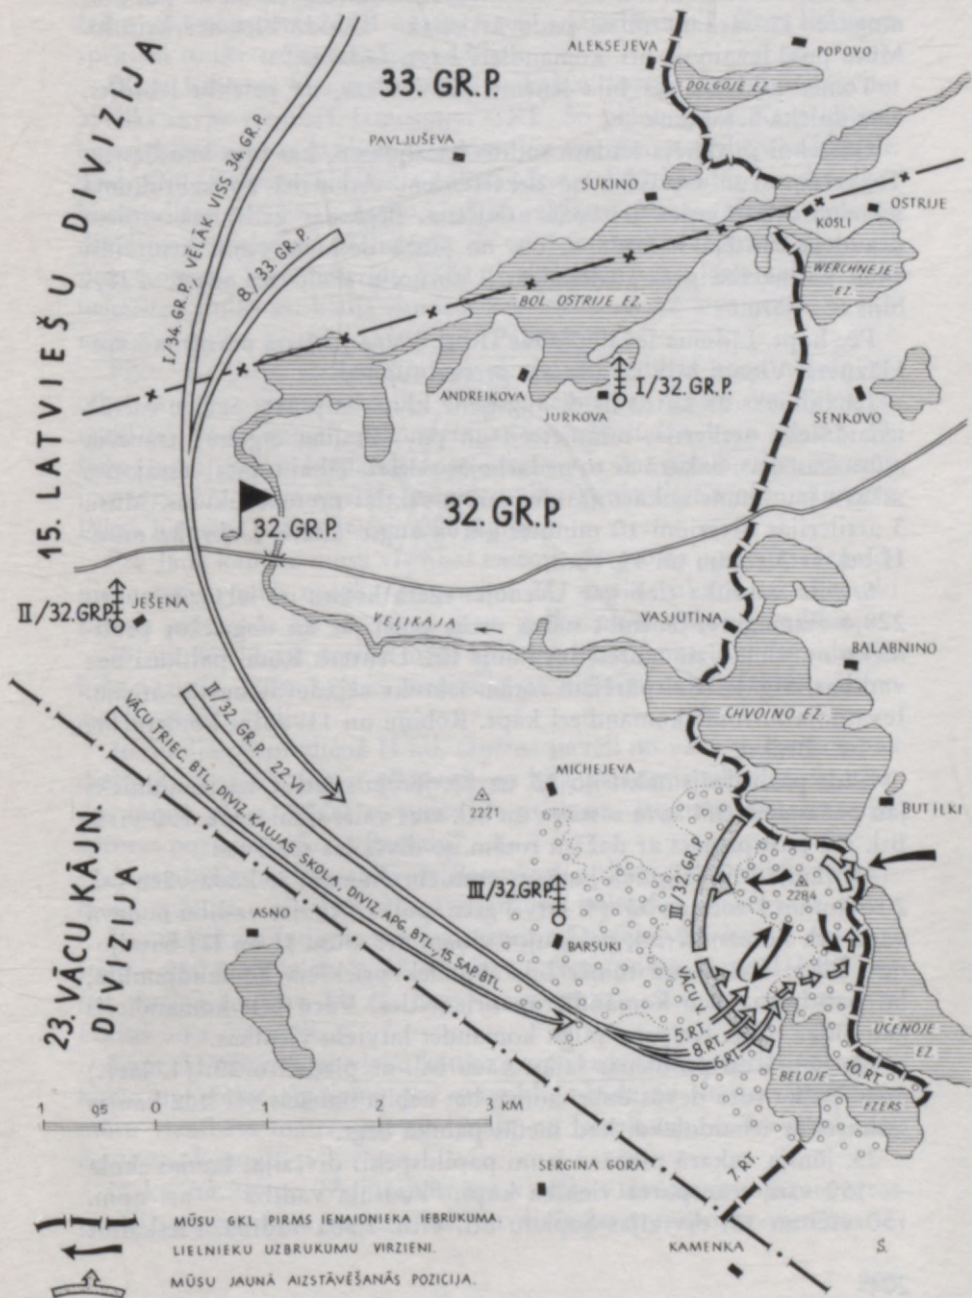 ALEKSEJEVA
POPOVO
33. GR.P.
DOLGOJE EZ.
15. LATVIEŠU DIVIZIJA
PAVĻUŠEVA
SUKINO
OSTRIJE
KOSLI
I/34. GR.P., VĒLĀK VISS 34. GR.P.
8./33. GR.P.
WERCHNEJE
EZ.
BOL. OSTRIJE EZ.
ANDREIKOVA
JURKOVA
I/32. GR.P.
SENKOVO
32. GR.P.
32. GR.P.
II/32. GR.P.
JEŠENA
VEĻIKAJA
VASJUTINA
BALABNINO
CHVOINO EZ.
II/32. GR.P. 22. VI
VĀCU TRIEC. BTL., DIVIZ. KAUJAS SKOLA, DIVIZ. APG. BTL., 15. SAP. BTL.
MICHEJEVA
227,1
BUTILKI
23. VĀCU KĀJN.
DIVIZIJA
III/32. GR.P.
III/32. GR.P.
228,4
ASNO
BARSUKI
VĀCU V.
5. RT.
8. RT.
6. RT.
UČENOJE
EZ.
BELOJE
EZERS
10. RT.
7. RT.
1 0,5 0 1 2 3 KM
SERGINA GORA
KAMENKA
Š.
MŪSU GKL PIRMS IENAIDNIEKA IEBRUKUMA.
LIELNIEKU UZBRUKUMU VIRZIENI.
MŪSU JAUNĀ AIZSTĀVĒŠANĀS POZICIJA.